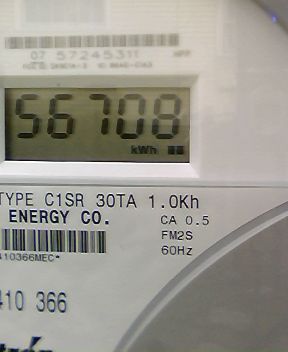 07 57245311
56708
kWh
TYPE C1SR 30TA 1.0Kh
ENERGY CO.
CA 0.5
FM2S
60Hz
410366MEC*
410 366